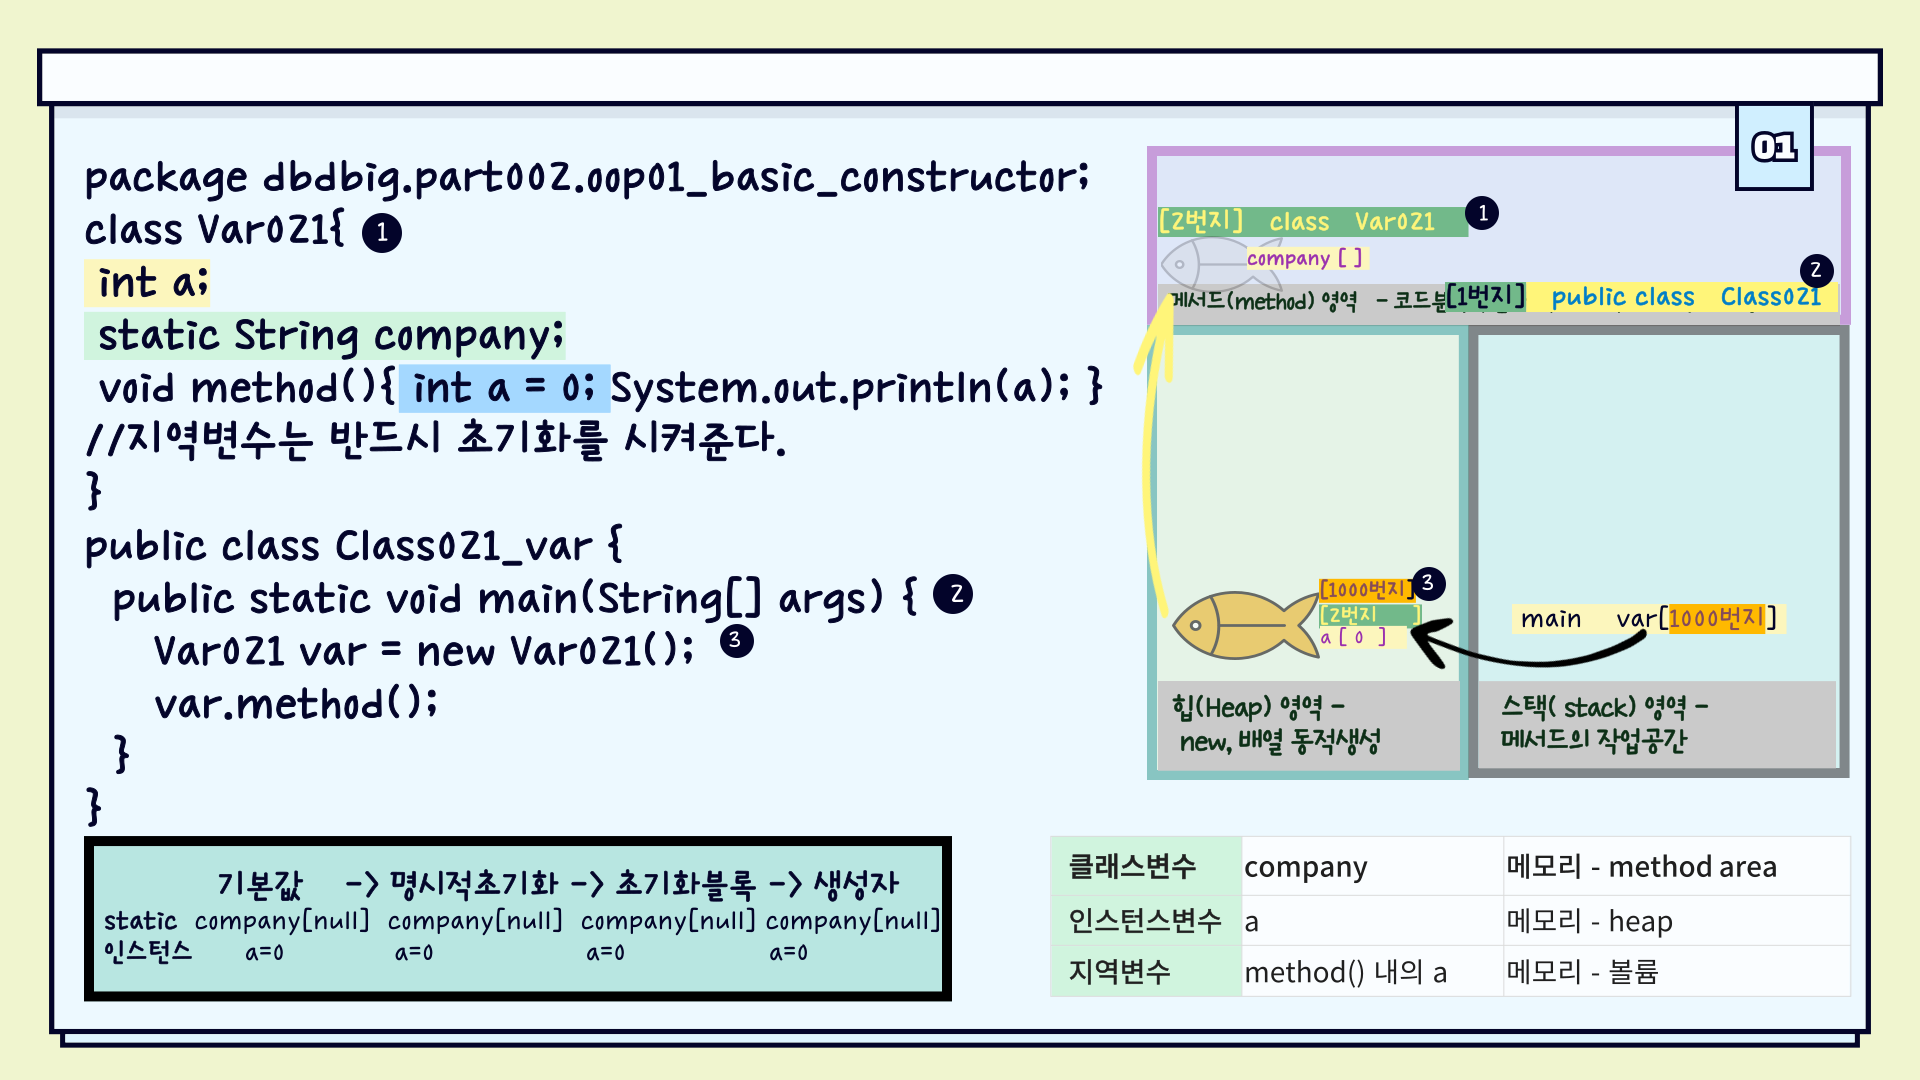 01
package dbdbig.part002.oop01_basic_constructor;
class Var021{ 1
int a;
static String company;
void method(){ int a = 0; System.out.println(a); }
//지역변수는 반드시 초기화를 시켜준다.
}
public class Class021_var {
public static void main(String[] args) { 2
Var021 var = new Var021(); 3
var.method();
}
}
기본값 -> 명시적초기화 -> 초기화블록 -> 생성자
static company[null] company[null] company[null] company[null]
인스턴스 a=0 a=0 a=0 a=0
[2번지] class Var021 1
company [ ]
2
메서드(method) 영역 - 코드분
[1번지] public class Class021
[1000번지] 3
[2번지 ]
a [ 0 ]
main var[1000번지]
힙(Heap) 영역 -
new, 배열 동적생성
스택( stack) 영역 -
메서드의 작업공간
클래스변수 company 메모리 - method area
인스턴스변수 a 메모리 - heap
지역변수 method() 내의 a 메모리 - 볼륨